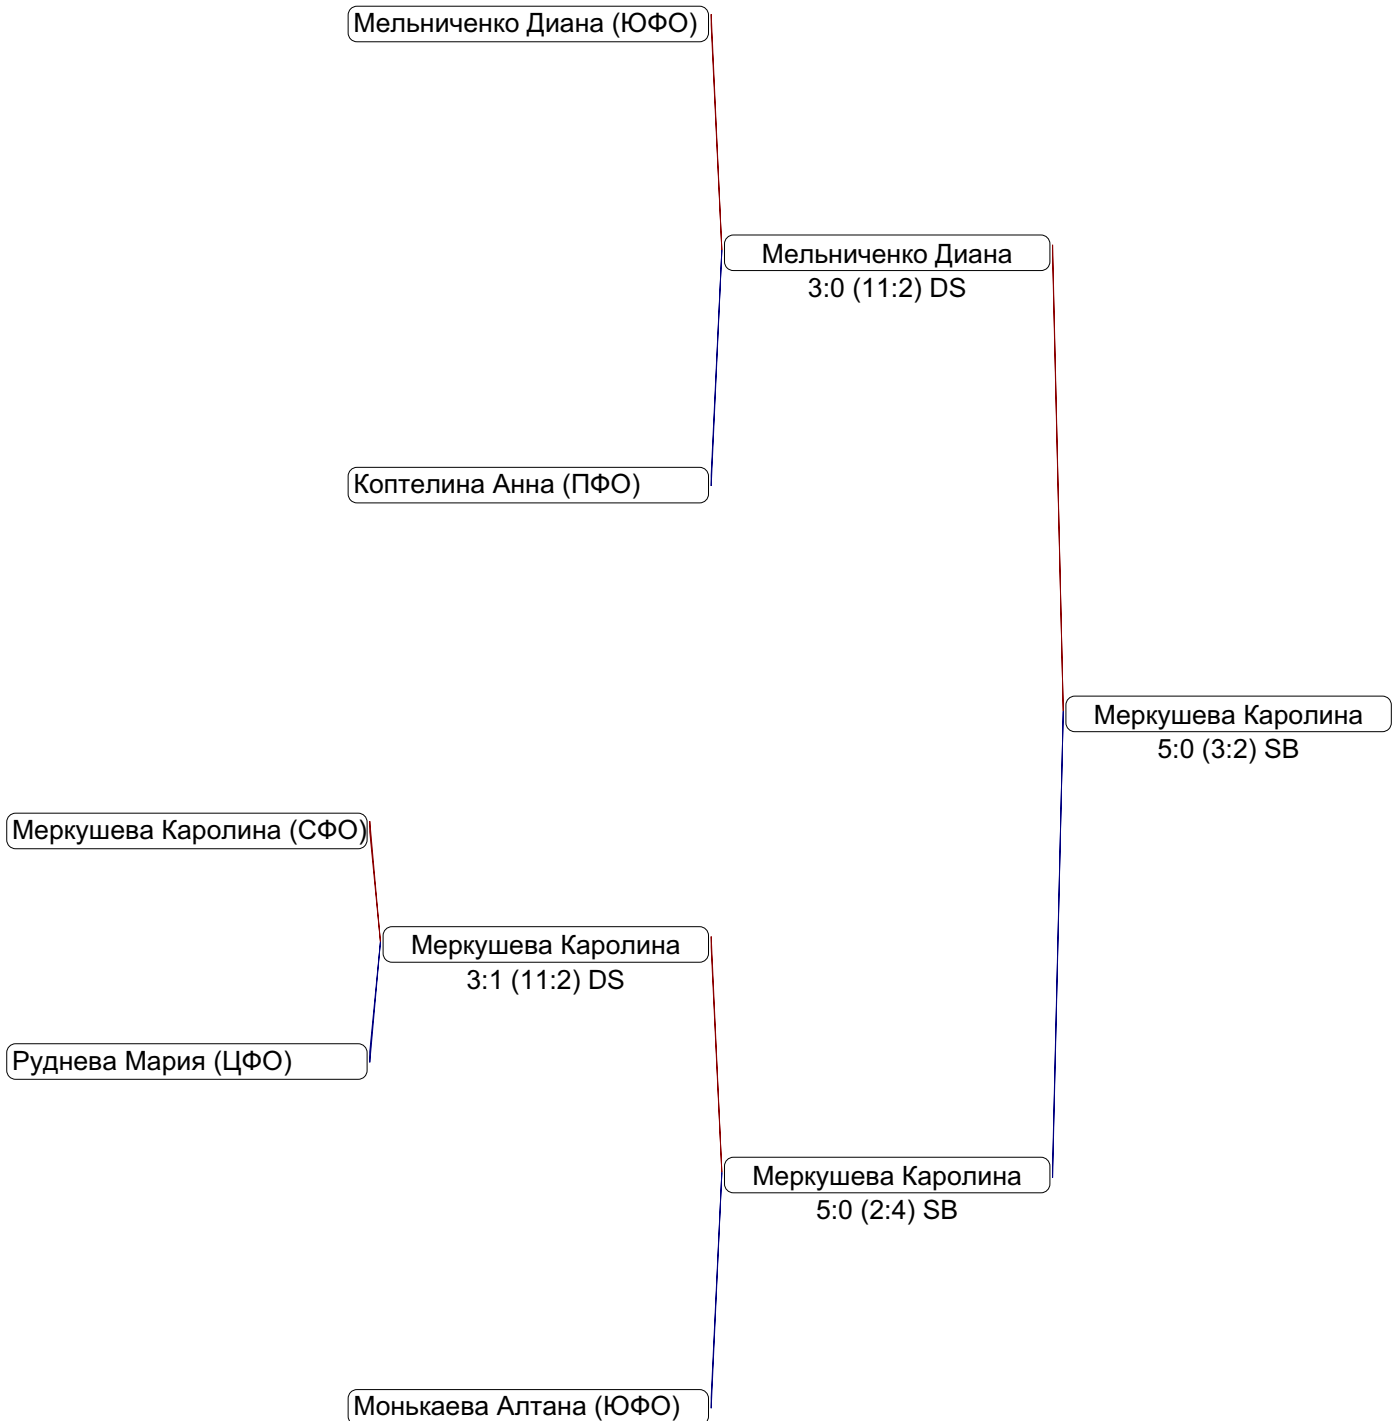 Мельниченко Диана (ЮФО)
Мельниченко Диана
3:0 (11:2) DS
Коптелина Анна (ПФО)
Меркушева Каролина
5:0 (3:2) SB
Меркушева Каролина (СФО)
Меркушева Каролина
3:1 (11:2) DS
Руднева Мария (ЦФО)
Меркушева Каролина
5:0 (2:4) SB
Монькаева Алтана (ЮФО)